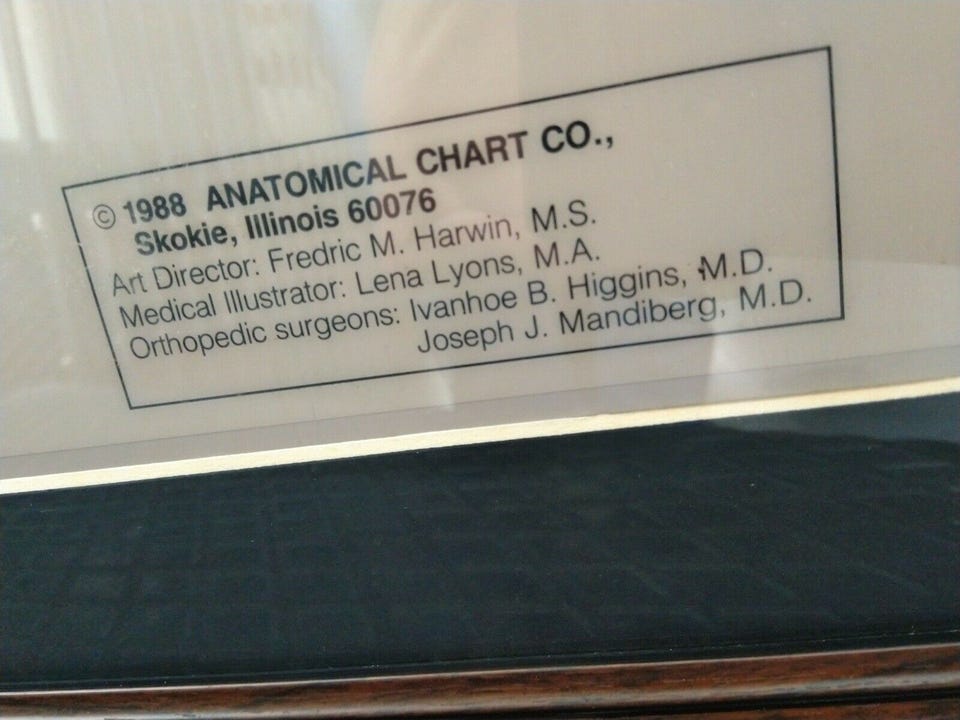 © 1988 ANATOMICAL CHART CO.,
Skokie, Illinois 60076
Art Director: Fredric M. Harwin, M.S.
Medical Illustrator: Lena Lyons, M.A.
Orthopedic surgeons: Ivanhoe B. Higgins, M.D.
Joseph J. Mandiberg, M.D.